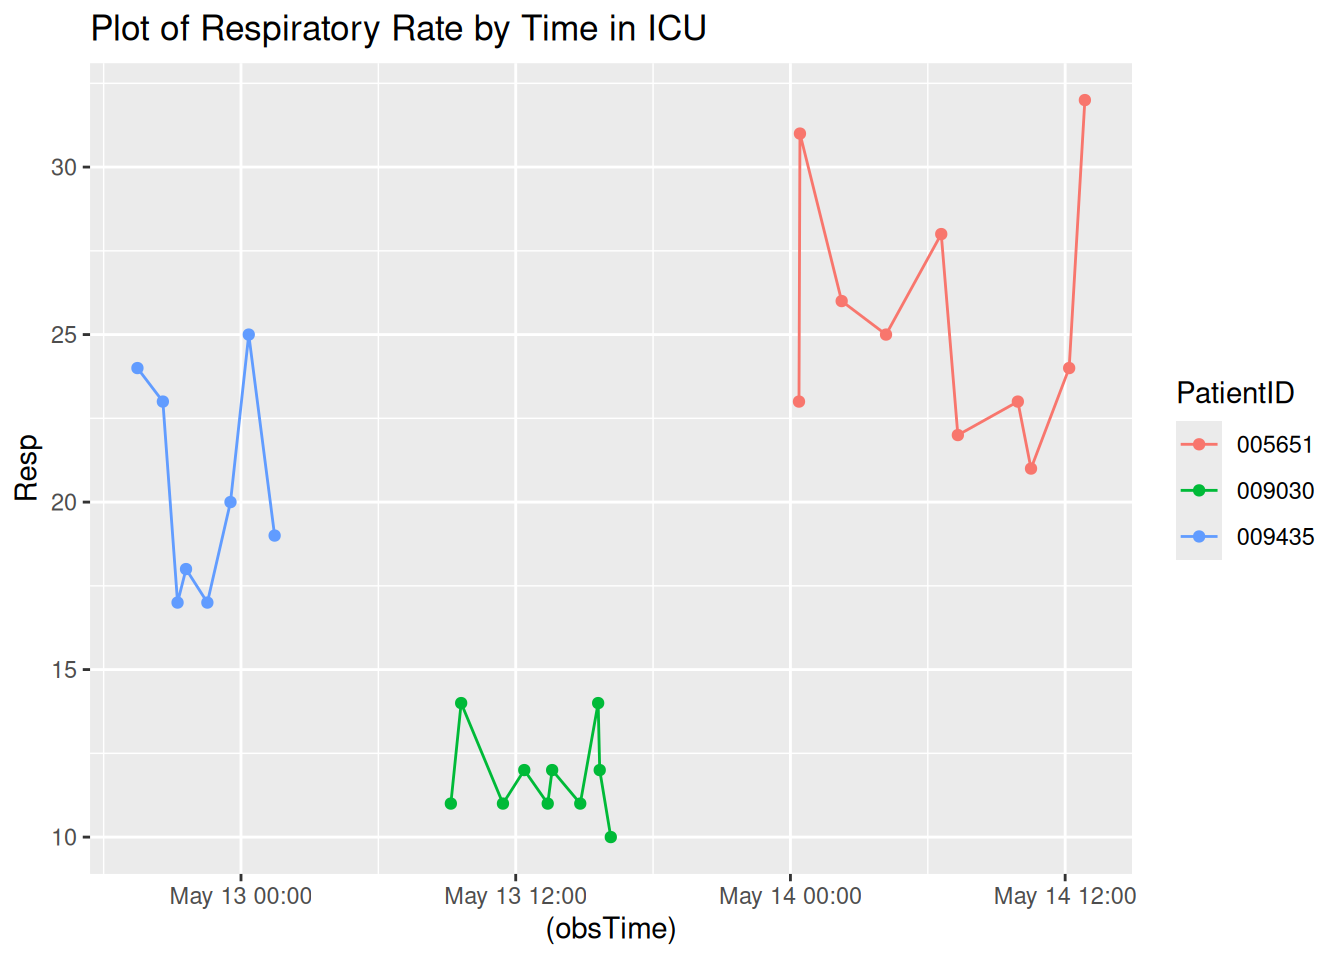 Plot of Respiratory Rate by Time in ICU
30
25
20
15
10
Resp
May 13 00:00
May 13 12:00
May 14 00:00
May 14 12:00
(obsTime)
PatientID
005651
009030
009435